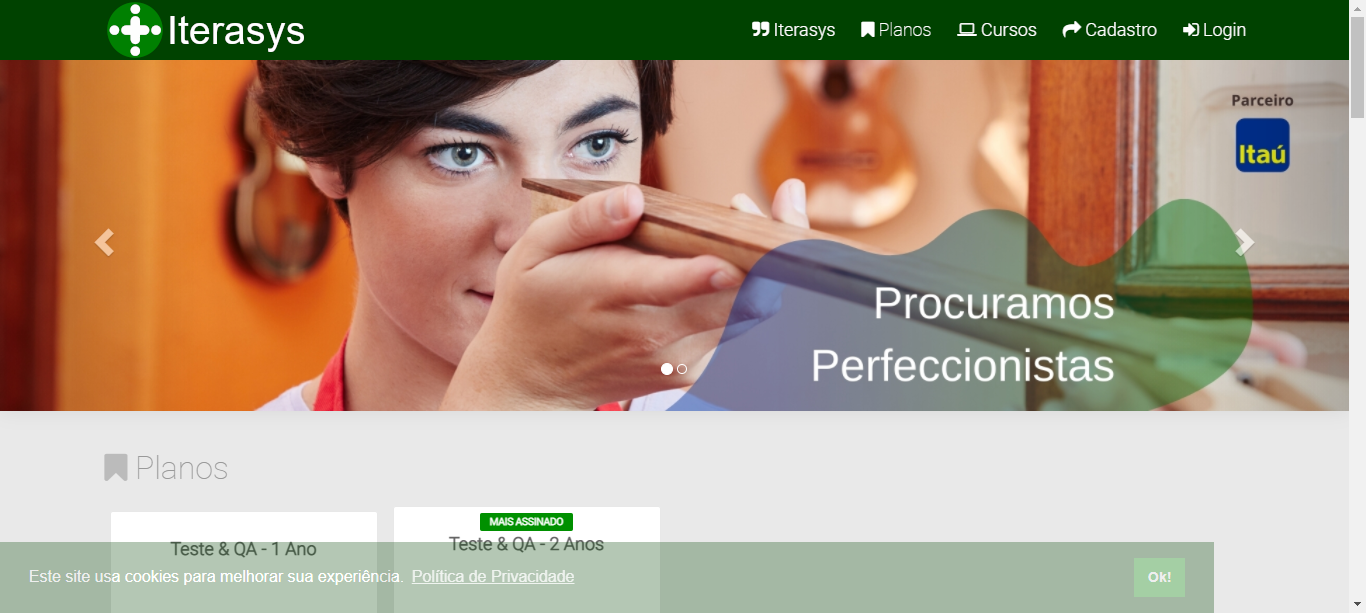 Iterasys
Iterasys Planos Cursos Cadastro Login
Parceiro
Itaú
Procuramos
Perfeccionistas
Planos
Teste & QA - 1 Ano
MAIS ASSINADO
Teste & QA - 2 Anos
Este site usa cookies para melhorar sua experiência. Política de Privacidade
Ok!